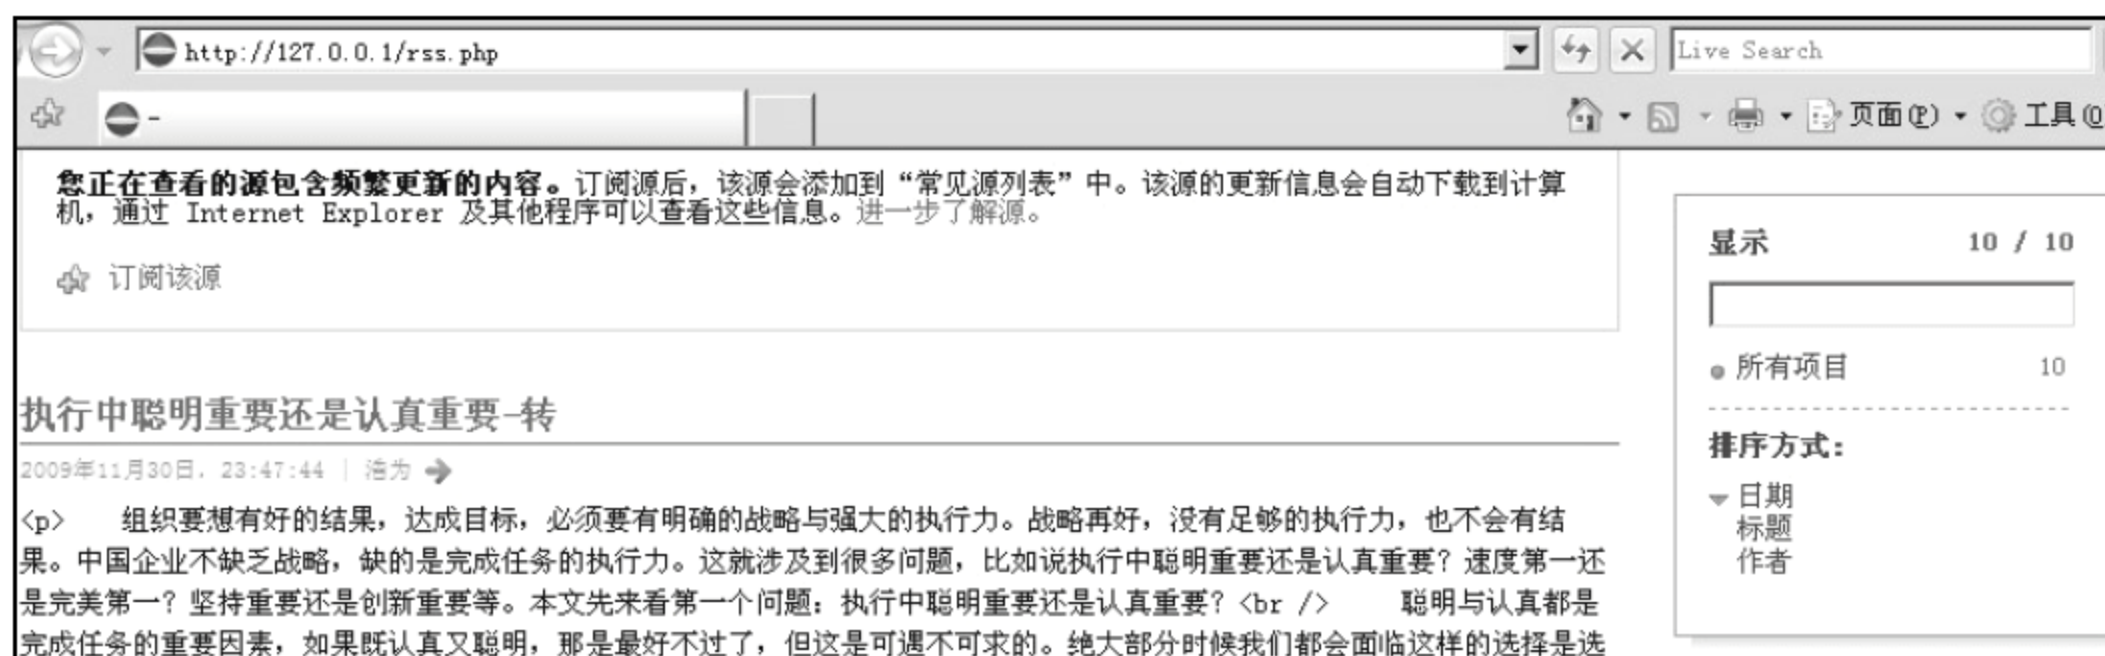 http://127.0.0.1/rss.php
Live Search
-
页面(P)
工具(O
您正在查看的源包含频繁更新的内容。订阅源后，该源会添加到“常见源列表”中。该源的更新信息会自动下载到计算
机，通过 Internet Explorer 及其他程序可以查看这些信息。进一步了解源。
订阅该源
显示 10 / 10
所有项目 10
排序方式:
日期
标题
作者
执行中聪明重要还是认真重要-转
2009年11月30日, 23:47:44 | 浩为
<p> 组织要想有好的结果，达成目标，必须要有明确的战略与强大的执行力。战略再好，没有足够的执行力，也不会有结
果。中国企业不缺乏战略，缺的是完成任务的执行力。这就涉及到很多问题，比如说执行中聪明重要还是认真重要？速度第一还
是完美第一？坚持重要还是创新重要等。本文先来看第一个问题：执行中聪明重要还是认真重要？<br /> 聪明与认真都是
完成任务的重要因素，如果既认真又聪明，那是最好不过了，但这是可遇不可求的。绝大部分时候我们都会面临这样的选择是选